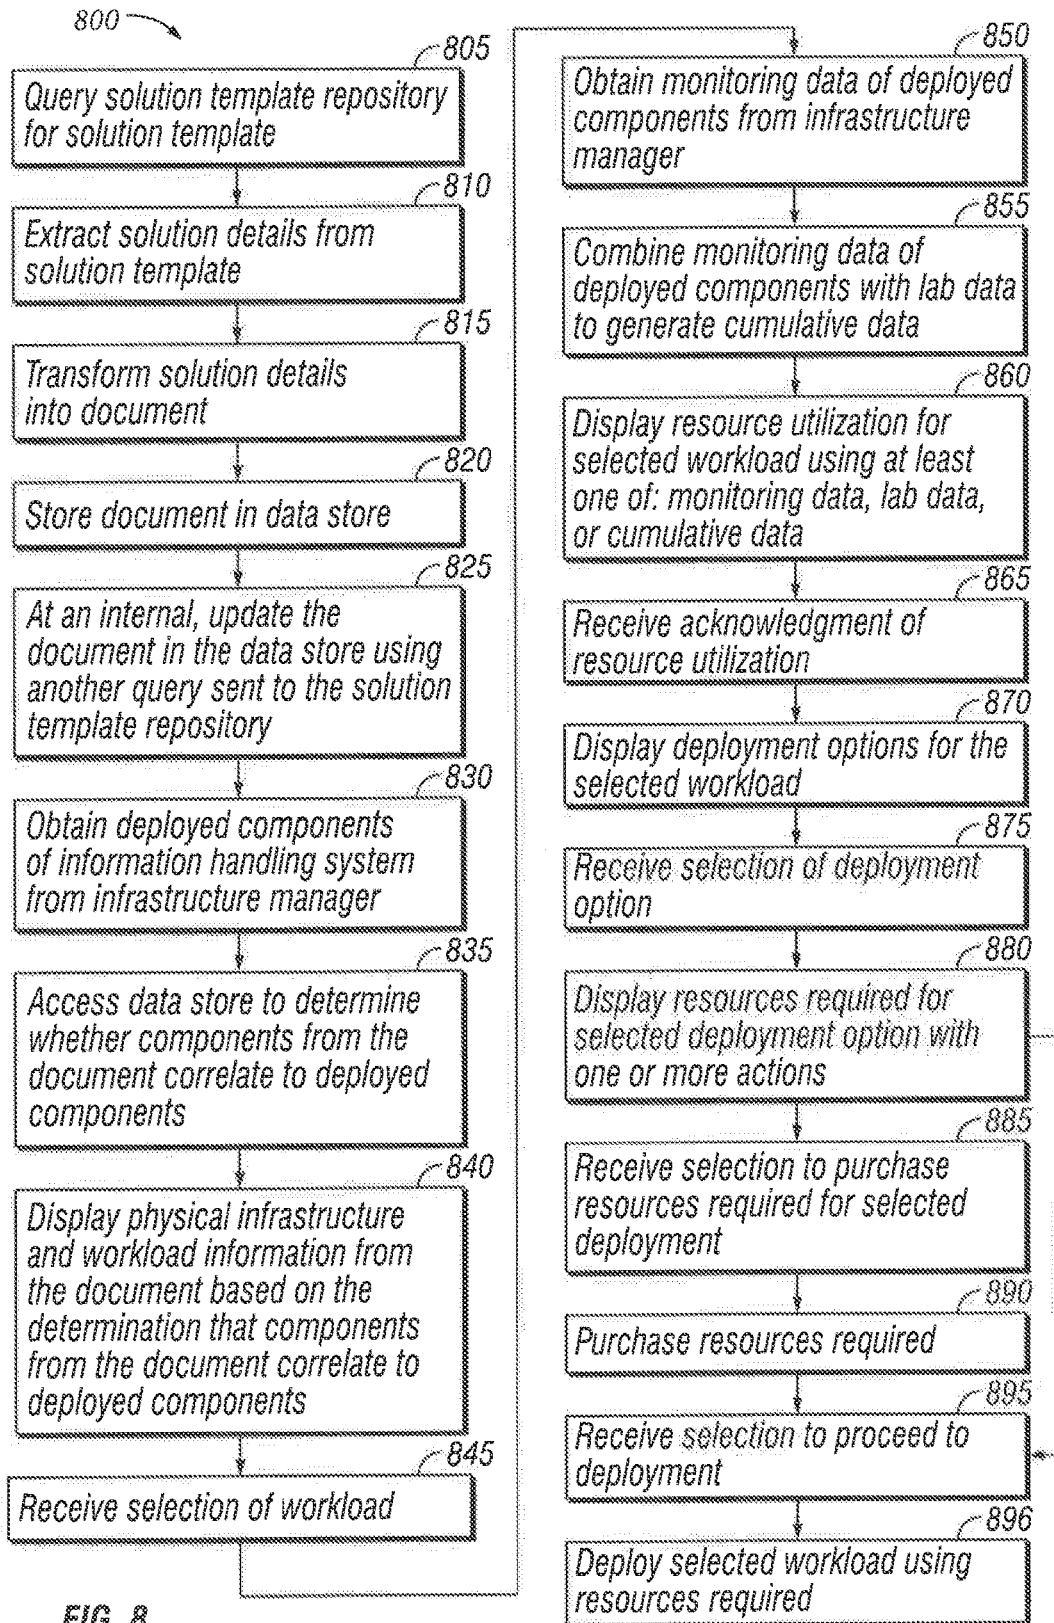 800
805
Query solution template repository
for solution template
810
Extract solution details from
solution template
815
Transform solution details
into document
820
Store document in data store
825
At an internal, update the
document in the data store using
another query sent to the solution
template repository
830
Obtain deployed components
of information handling system
from infrastructure manager
835
Access data store to determine
whether components from the
document correlate to deployed
components
840
Display physical infrastructure
and workload information from
the document based on the
determination that components
from the document correlate to
deployed components
845
Receive selection of workload
850
Obtain monitoring data of deployed
components from infrastructure
manager
855
Combine monitoring data of
deployed components with lab data
to generate cumulative data
860
Display resource utilization for
selected workload using at least
one of: monitoring data, lab data,
or cumulative data
865
Receive acknowledgment of
resource utilization
870
Display deployment options for the
selected workload
875
Receive selection of deployment
option
880
Display resources required for
selected deployment option with
one or more actions
885
Receive selection to purchase
resources required for selected
deployment
890
Purchase resources required
895
Receive selection to proceed to
deployment
896
Deploy selected workload using
resources required
FIG. 8